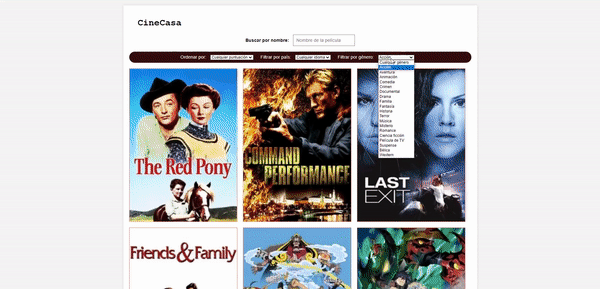 CineCasa
Buscar por nombre: Nombre de la película
Ordenar por: Cualquier puntuación Filtrar por país: Cualquier idioma Filtrar por género: Acción
Cualquier género
Acción
Aventura
Animación
Comedia
Crimen
Documental
Drama
Familia
Fantasía
Historia
Terror
Música
Misterio
Romance
Ciencia ficción
Película de TV
Suspense
Bélica
Western
The Red Pony
COMMAND
PERFORMANCE
LAST
EXIT
Friends & Family